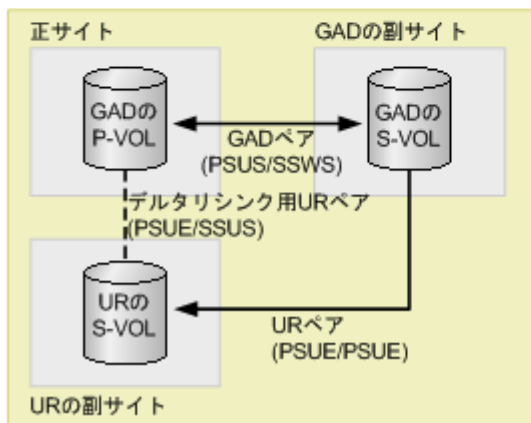 正サイト
GADの副サイト
GADの
P-VOL
GADの
S-VOL
GADペア
(PSUS/SSWS)
デルタリシンク用URペア
(PSUE/SSUS)
URの
S-VOL
URペア
(PSUE/PSUE)
URの副サイト